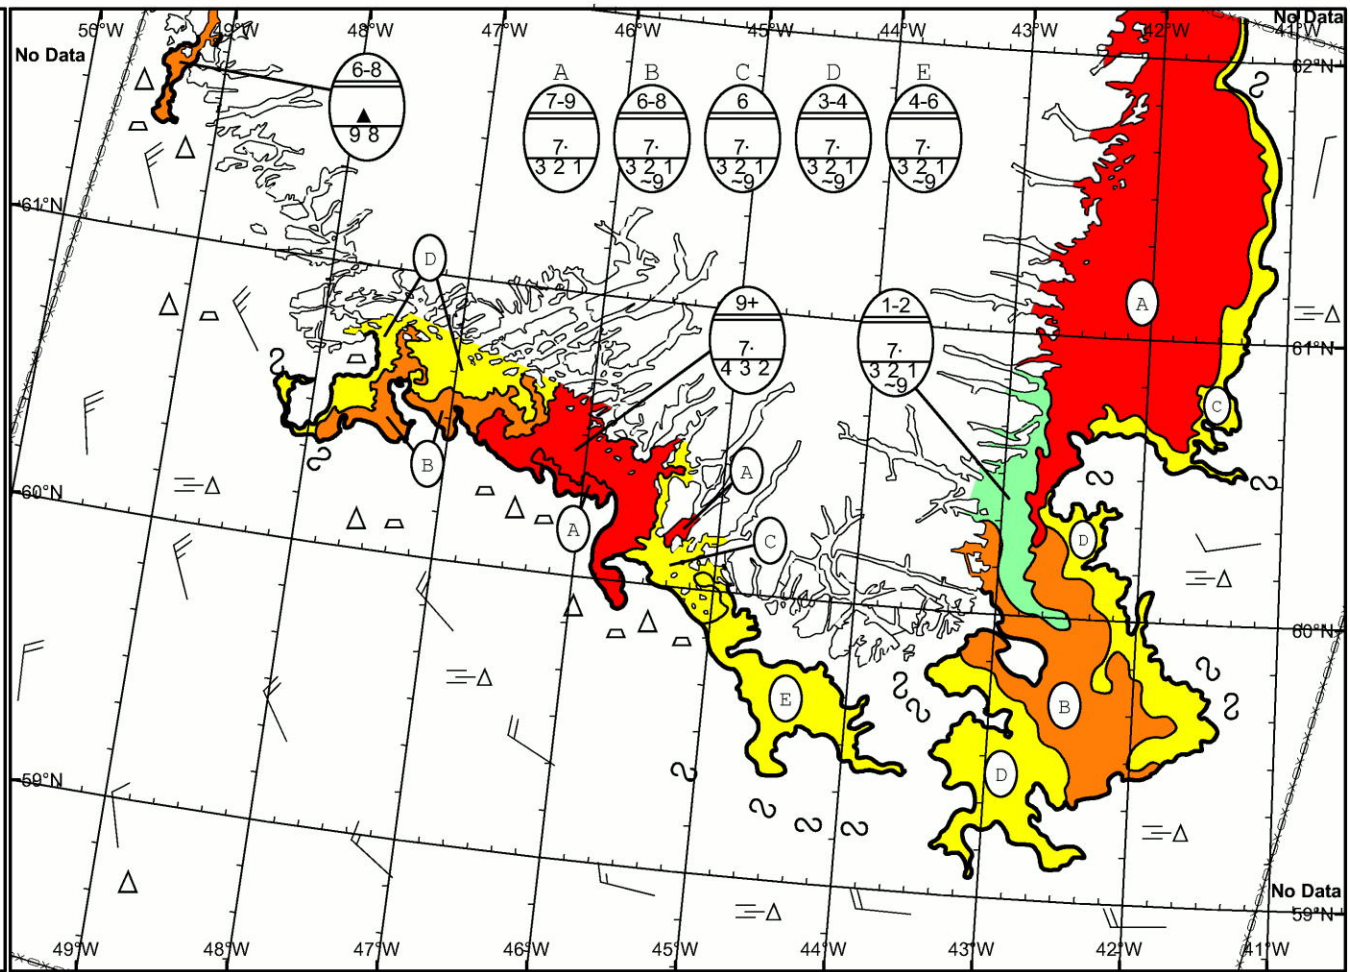 50°W 49°W 48°W 47°W 46°W 45°W 44°W 43°W 42°W 41°W
No Data
No Data
62°N
6-8
9 8
A B C D E
7-9 6-8 6 3-4 4-6
7· 7· 7· 7· 7·
3 2 1 3 2 1 3 2 1 3 2 1 3 2 1
~9 ~9 ~9 ~9
61°N
D
9+
7·
4 3 2
1-2
7·
3 2 1
~9
A
61°N
C
B
A
60°N
A
C
D
60°N
E
B
D
59°N
No Data
59°N
49°W 48°W 47°W 46°W 45°W 44°W 43°W 42°W 41°W